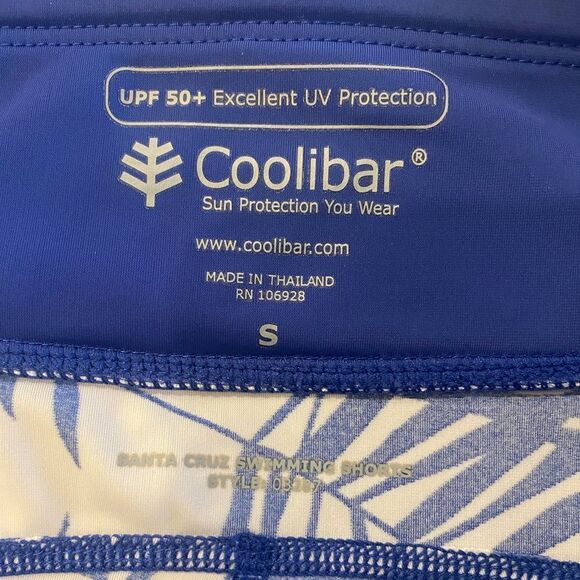 UPF 50+ Excellent UV Protection
Coolibar®
Sun Protection You Wear
www.coolibar.com
MADE IN THAILAND
RN 106928
S
SANTA CRUZ SWIMMING SHORTS
STYLE: